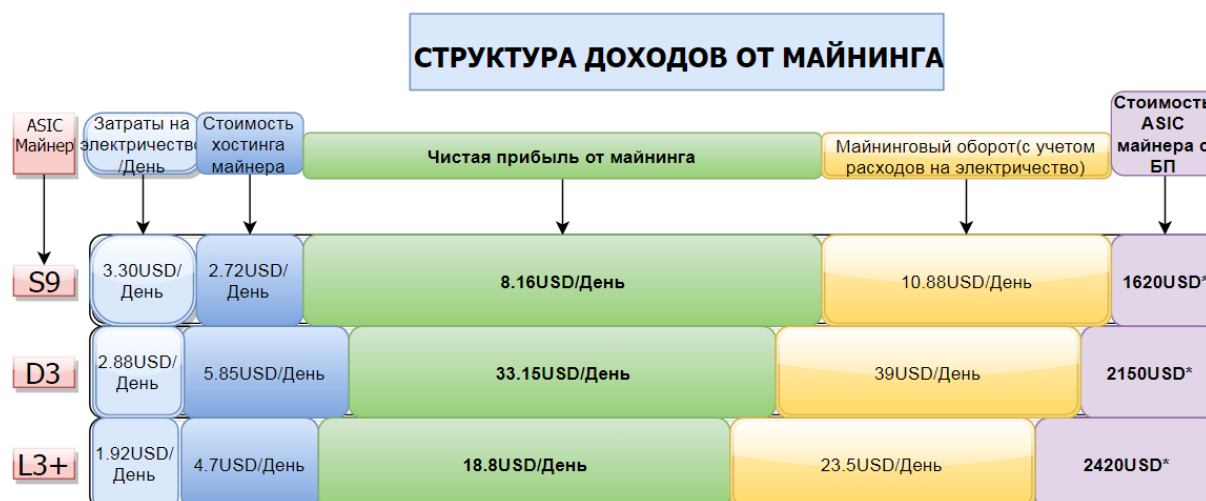 СТРУКТУРА ДОХОДОВ ОТ МАЙНИНГА
ASIC
Майнер
Затраты на
электричество
/День
Стоимость
хостинга
майнера
Чистая прибыль от майнинга
Майнинговый оборот(с учетом
расходов на электричество)
Стоимость
ASIC
майнера с
БП
S9
3.30USD/
День
2.72USD/
День
8.16USD/День
10.88USD/День
1620USD*
D3
2.88USD/
День
5.85USD/День
33.15USD/День
39USD/День
2150USD*
L3+
1.92USD/
День
4.7USD/День
18.8USD/День
23.5USD/День
2420USD*